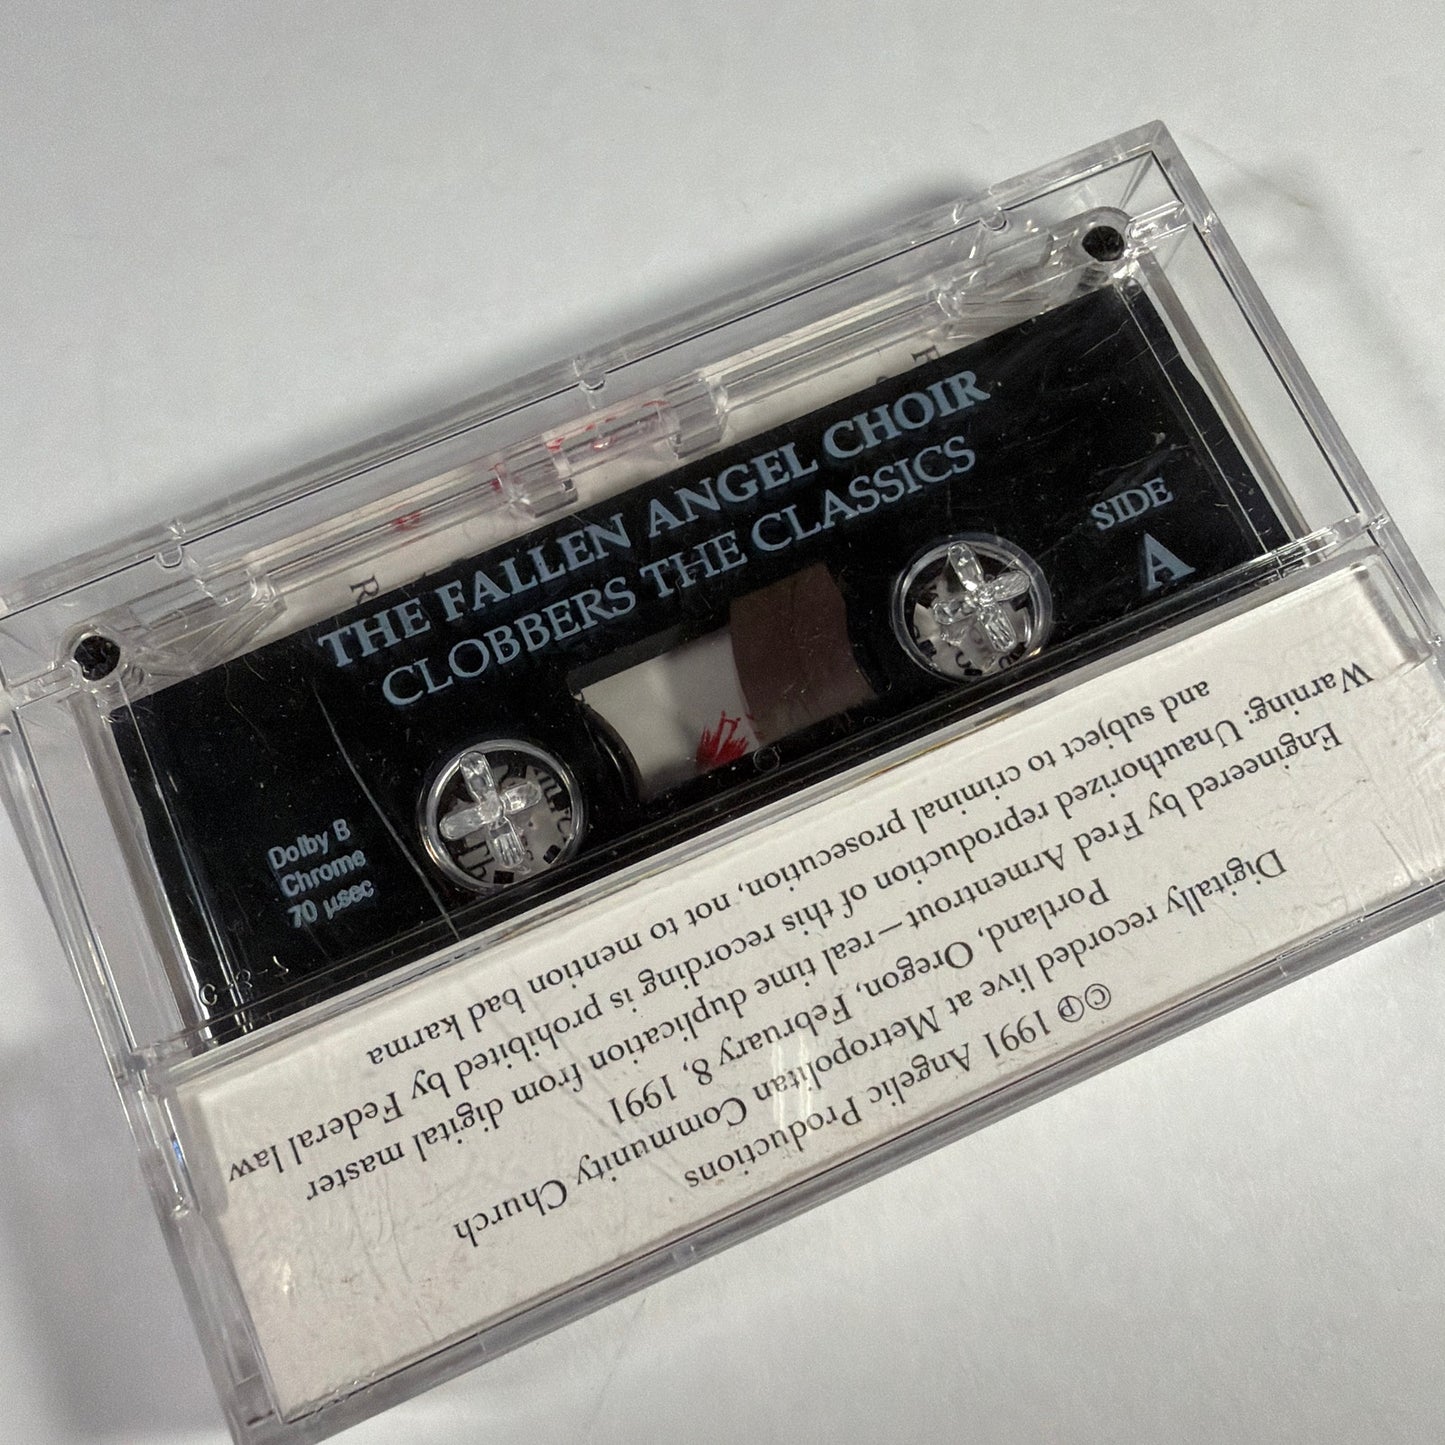 THE FALLEN ANGEL CHOIR
CLOBBERS THE CLASSICS
SIDE
A
Dolby B
Chrome
70 µsec
©℗ 1991 Angelic Productions
Digitally recorded live at Metropolitan Community Church
Portland, Oregon, February 8, 1991
Engineered by Fred Armentrout—real time duplication from digital master
Warning: Unauthorized reproduction of this recording is prohibited by Federal law
and subject to criminal prosecution, not to mention bad karma